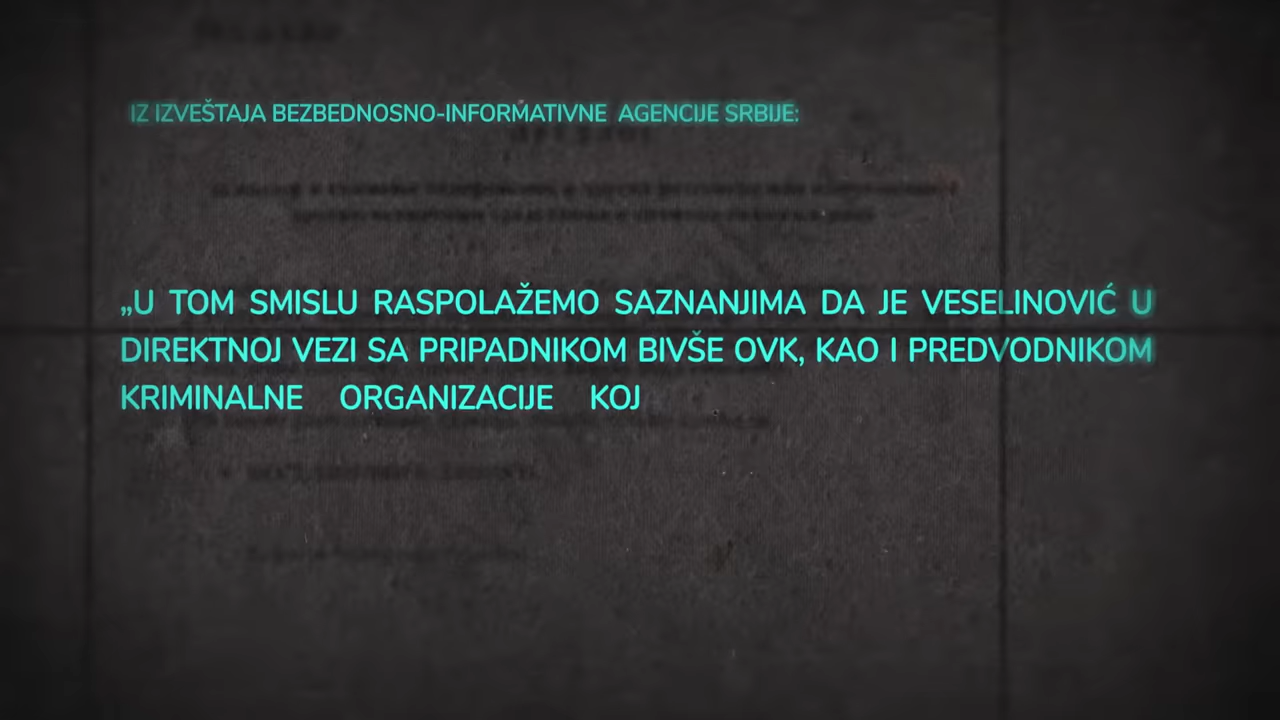 IZ IZVEŠTAJA BEZBEDNOSNO-INFORMATIVNE AGENCIJE SRBIJE:
„U TOM SMISLU RASPOLAŽEMO SAZNANJIMA DA JE VESELINOVIĆ U
DIREKTNOJ VEZI SA PRIPADNIKOM BIVŠE OVK, KAO I PREDVODNIKOM
KRIMINALNE ORGANIZACIJE KOJ